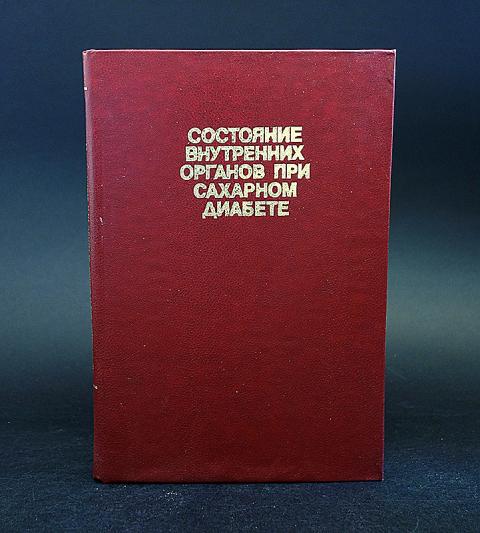 СОСТОЯНИЕ
ВНУТРЕННИХ
ОРГАНОВ ПРИ
САХАРНОМ
ДИАБЕТЕ